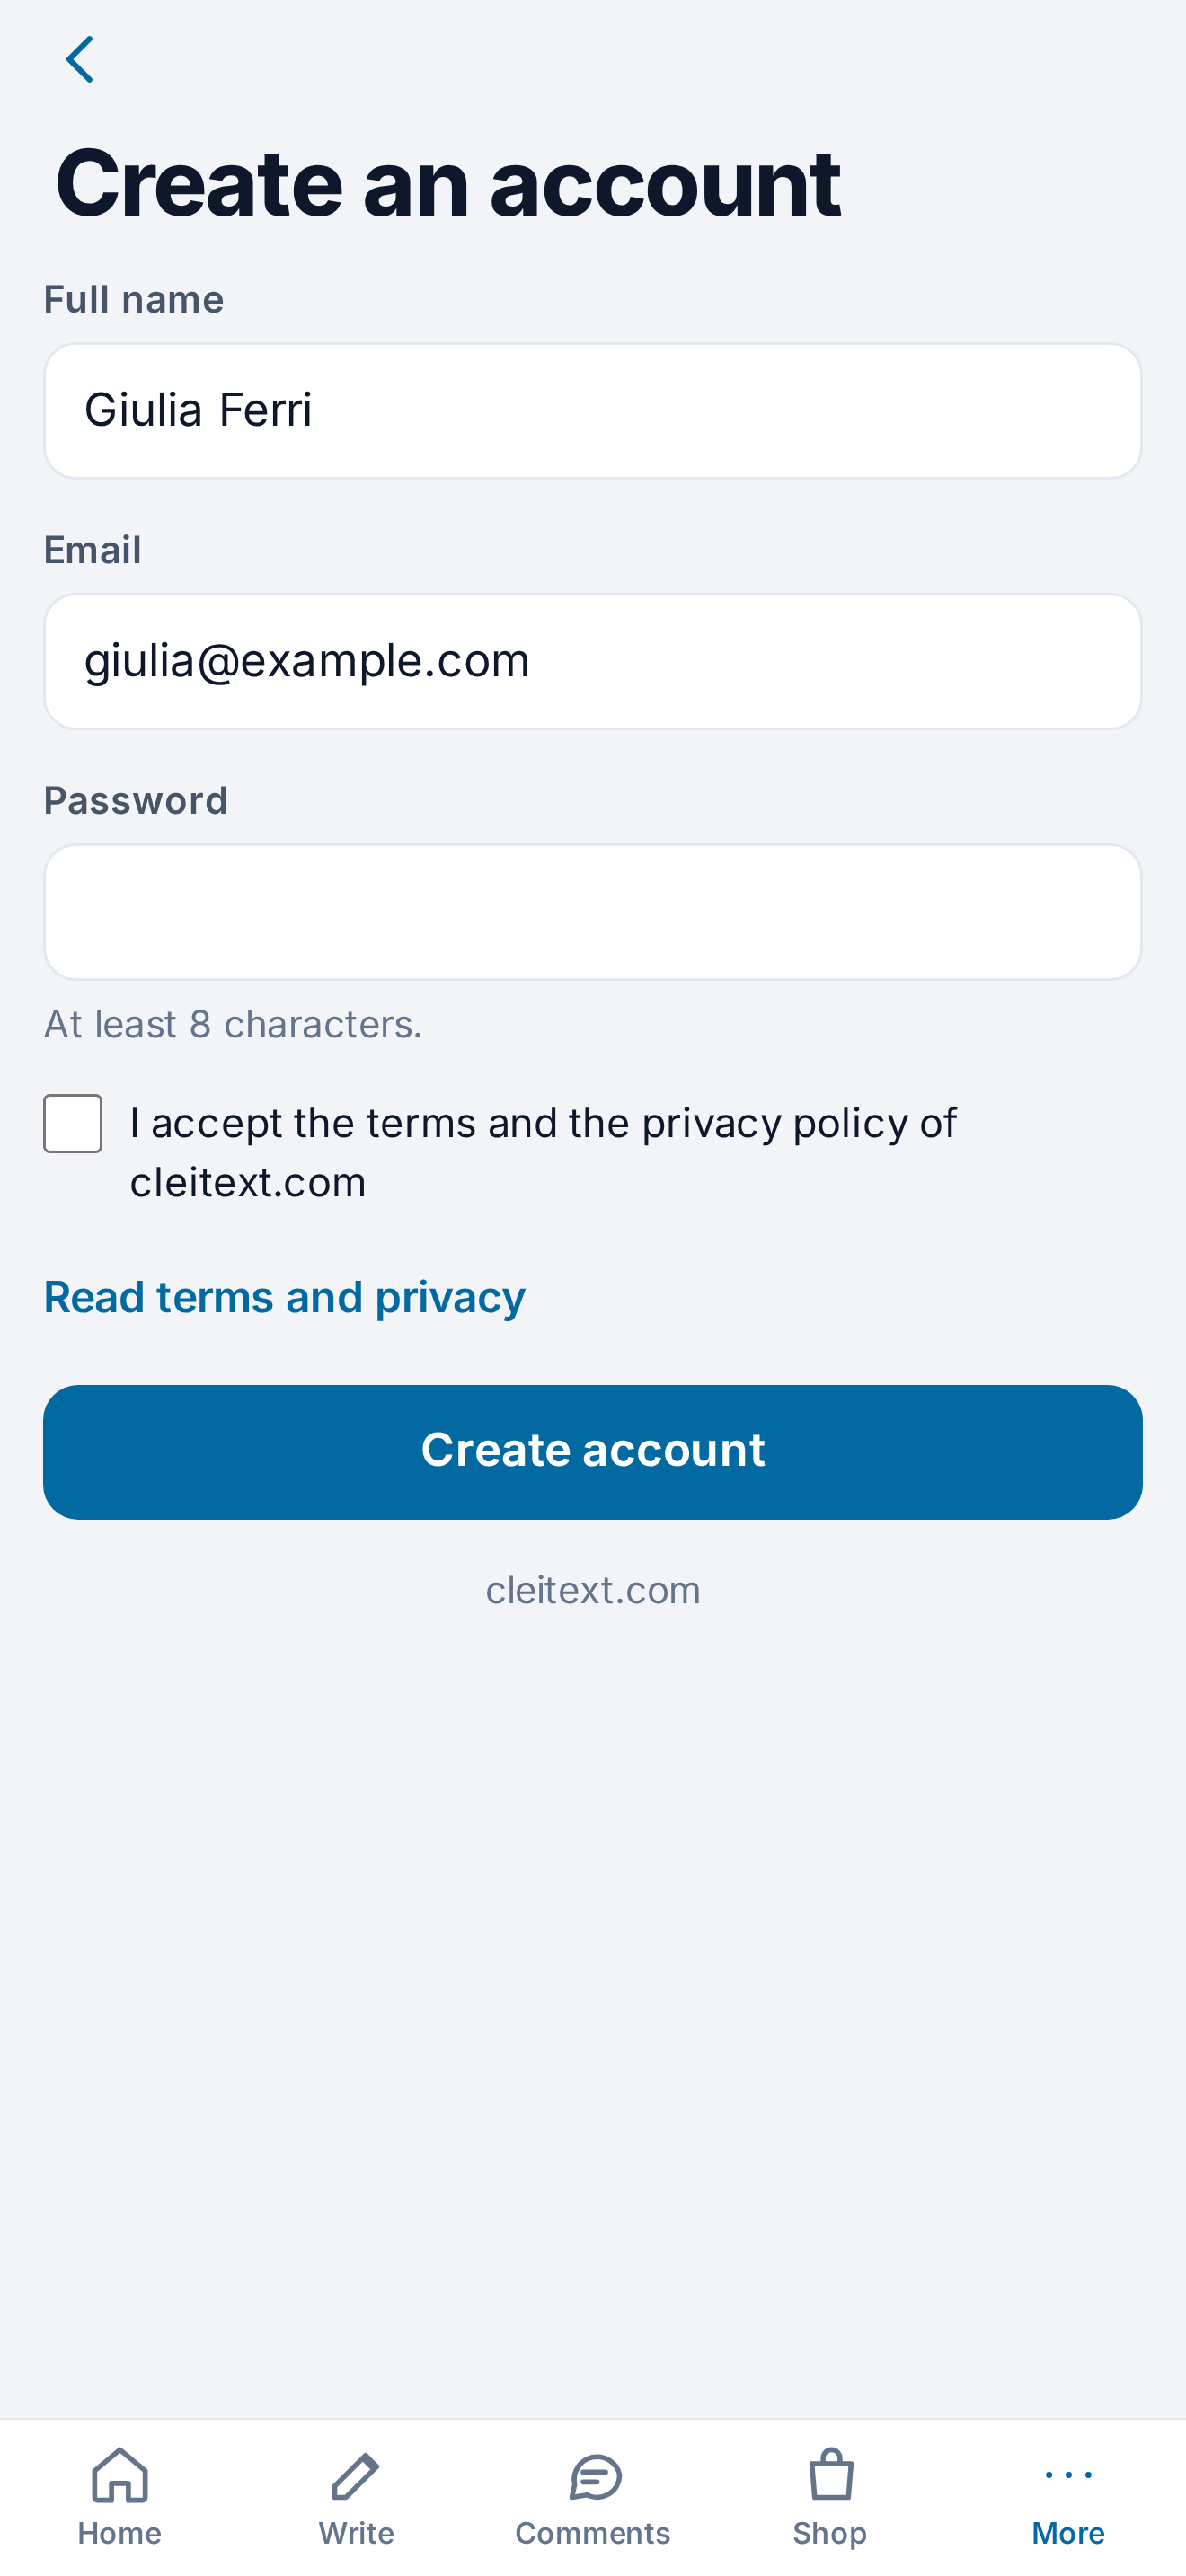 Create an account
Full name
Giulia Ferri
Email
giulia@example.com
Password
At least 8 characters.
I accept the terms and the privacy policy of
cleitext.com
Read terms and privacy
Create account
cleitext.com
Home
Write
Comments
Shop
More